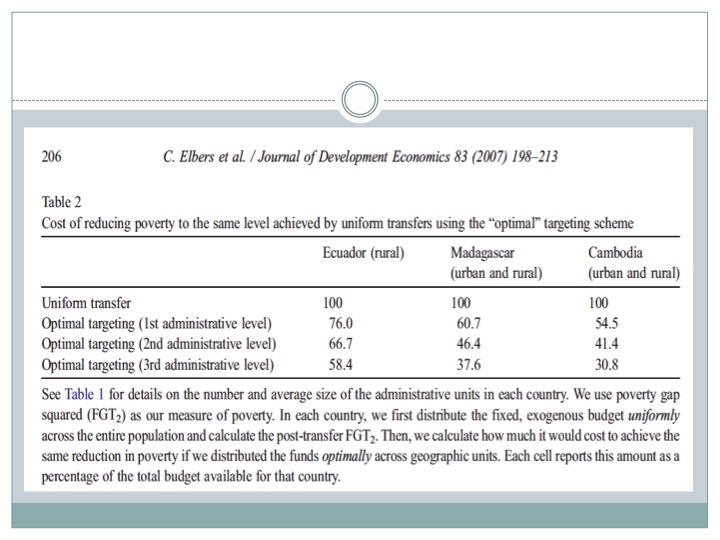 206 C. Elbers et al. / Journal of Development Economics 83 (2007) 198–213
Table 2
Cost of reducing poverty to the same level achieved by uniform transfers using the “optimal” targeting scheme
Ecuador (rural) Madagascar (urban and rural) Cambodia (urban and rural)
Uniform transfer 100 100 100
Optimal targeting (1st administrative level) 76.0 60.7 54.5
Optimal targeting (2nd administrative level) 66.7 46.4 41.4
Optimal targeting (3rd administrative level) 58.4 37.6 30.8
See Table 1 for details on the number and average size of the administrative units in each country. We use poverty gap
squared (FGT₂) as our measure of poverty. In each country, we first distribute the fixed, exogenous budget uniformly
across the entire population and calculate the post-transfer FGT₂. Then, we calculate how much it would cost to achieve the
same reduction in poverty if we distributed the funds optimally across geographic units. Each cell reports this amount as a
percentage of the total budget available for that country.